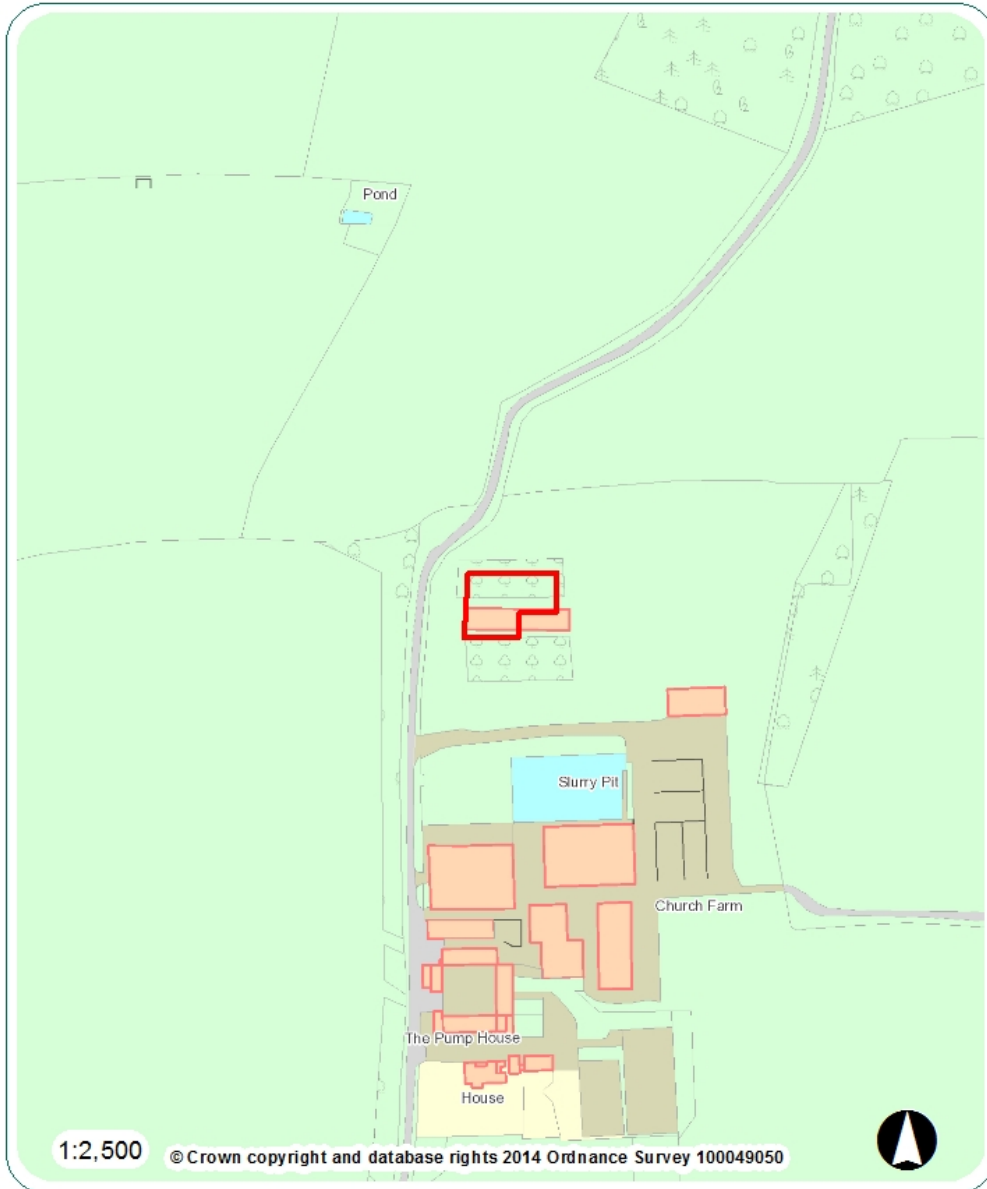 Pond
Slurry Pit
Church Farm
The Pump House
House
1:2,500
© Crown copyright and database rights 2014 Ordnance Survey 100049050